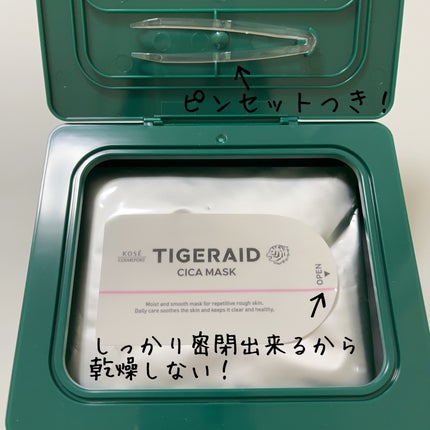 ピンセットつき！
KOSÉ
COSMEPORT
TIGERAID
CICA MASK
OPEN
Moist and smooth mask for repetitive rough skin.
Daily care soothes the skin and keeps it clear and healthy.
しっかり密閉出来るから
乾燥しない！